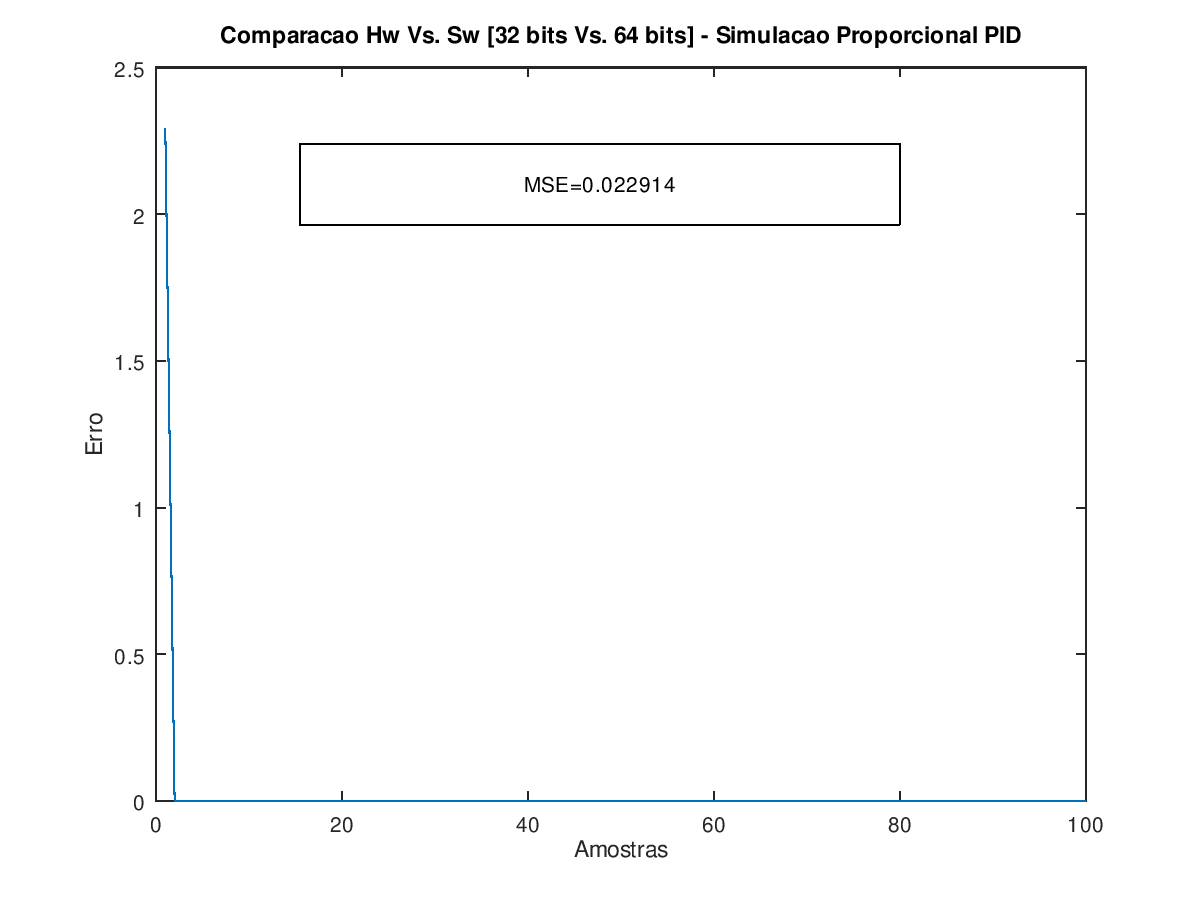 Comparacao Hw Vs. Sw [32 bits Vs. 64 bits] - Simulacao Proporcional PID
2.5
MSE=0.022914
2
1.5
Erro
1
0.5
0
0 20 40 60 80 100
Amostras